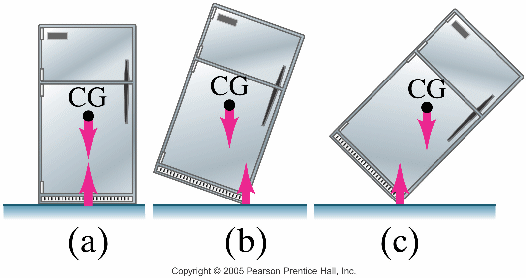 CG CG CG
(a) (b) (c)
Copyright © 2005 Pearson Prentice Hall, Inc.